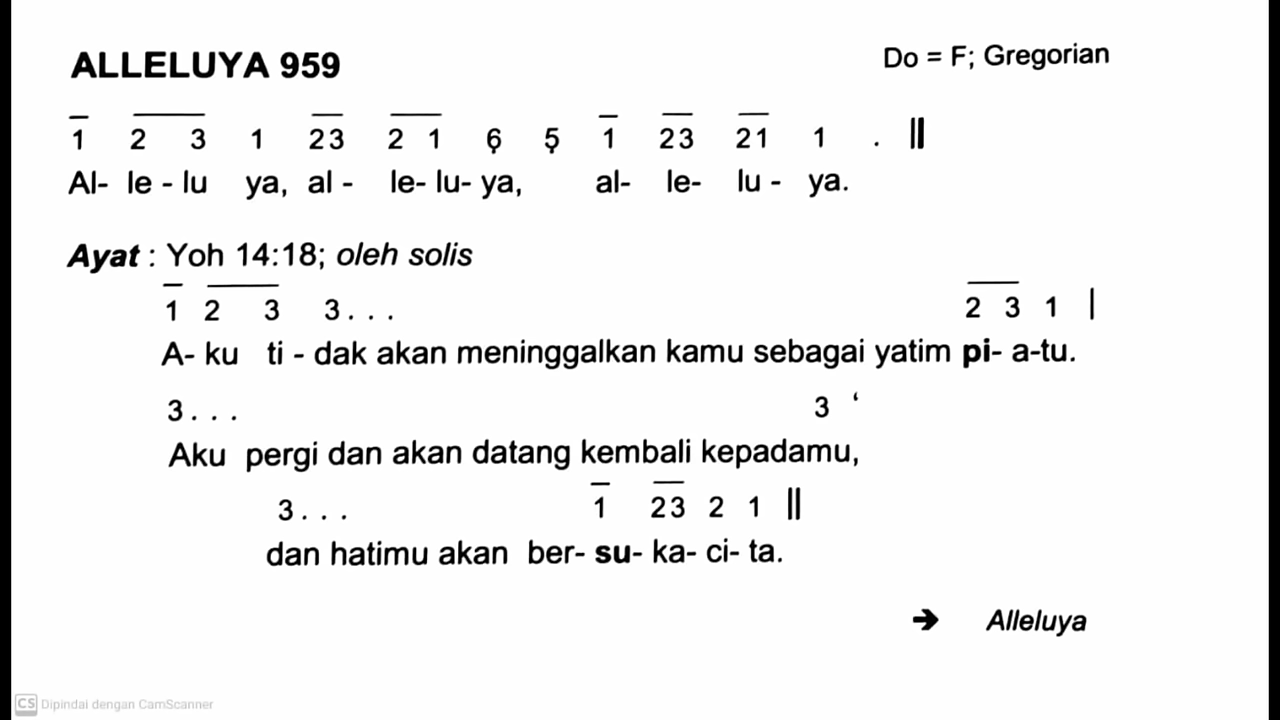 ALLELUYA 959 Do = F; Gregorian
1 2 3 1 23 2 1 6̣ 5̣ 1 23 21 1 . ||
Al- le - lu ya, al - le- lu- ya, al- le- lu - ya.
Ayat : Yoh 14:18; oleh solis
1 2 3 3 . . . 2 3 1 |
A- ku ti - dak akan meninggalkan kamu sebagai yatim pi- a-tu.
3 . . . 3 ‘
Aku pergi dan akan datang kembali kepadamu,
3 . . . 1 23 2 1 ||
dan hatimu akan ber- su- ka- ci- ta.
➔ Alleluya
CS Dipindai dengan CamScanner